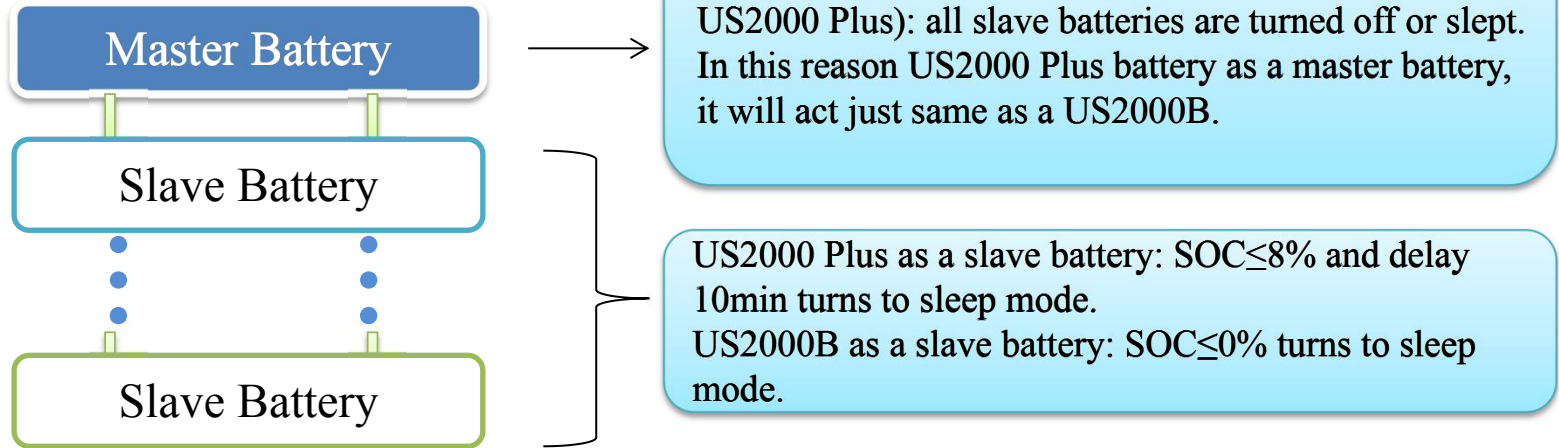 Master Battery
US2000 Plus): all slave batteries are turned off or slept.
In this reason US2000 Plus battery as a master battery,
it will act just same as a US2000B.
Slave Battery
US2000 Plus as a slave battery: SOC≤8% and delay
10min turns to sleep mode.
US2000B as a slave battery: SOC≤0% turns to sleep
mode.
Slave Battery